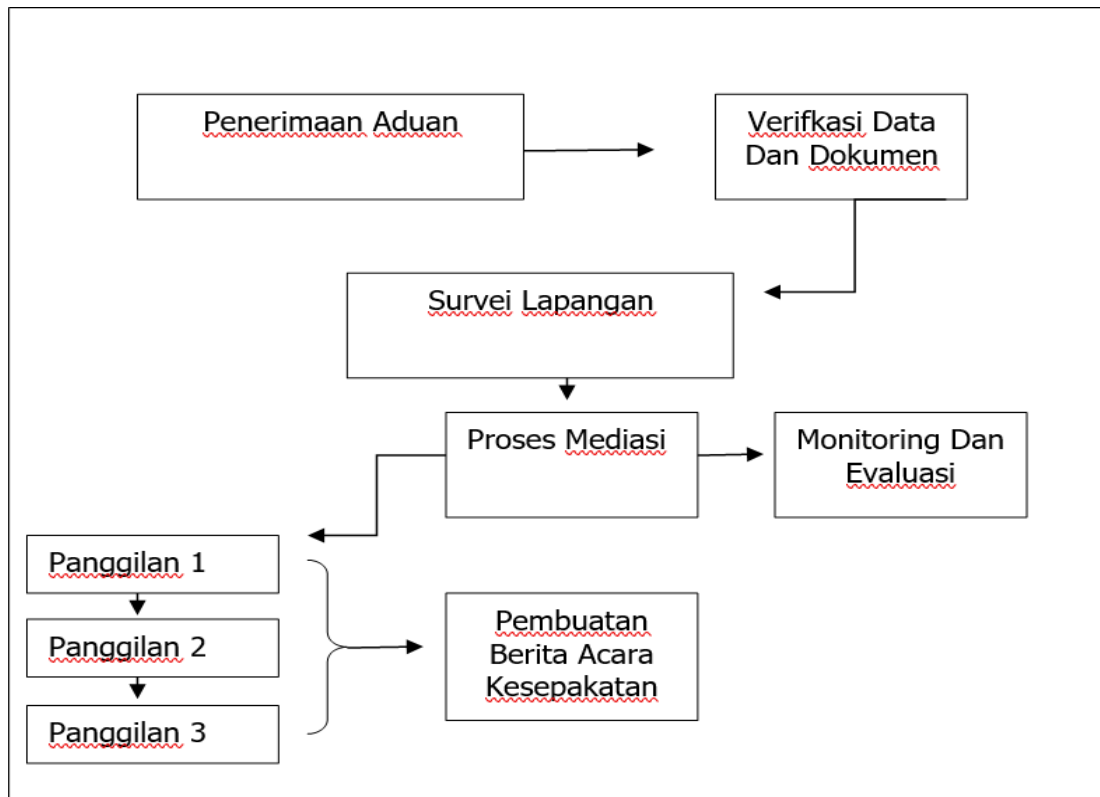 Penerimaan Aduan
Verifkasi Data
Dan Dokumen
Survei Lapangan
Proses Mediasi
Monitoring Dan
Evaluasi
Panggilan 1
Panggilan 2
Panggilan 3
Pembuatan
Berita Acara
Kesepakatan